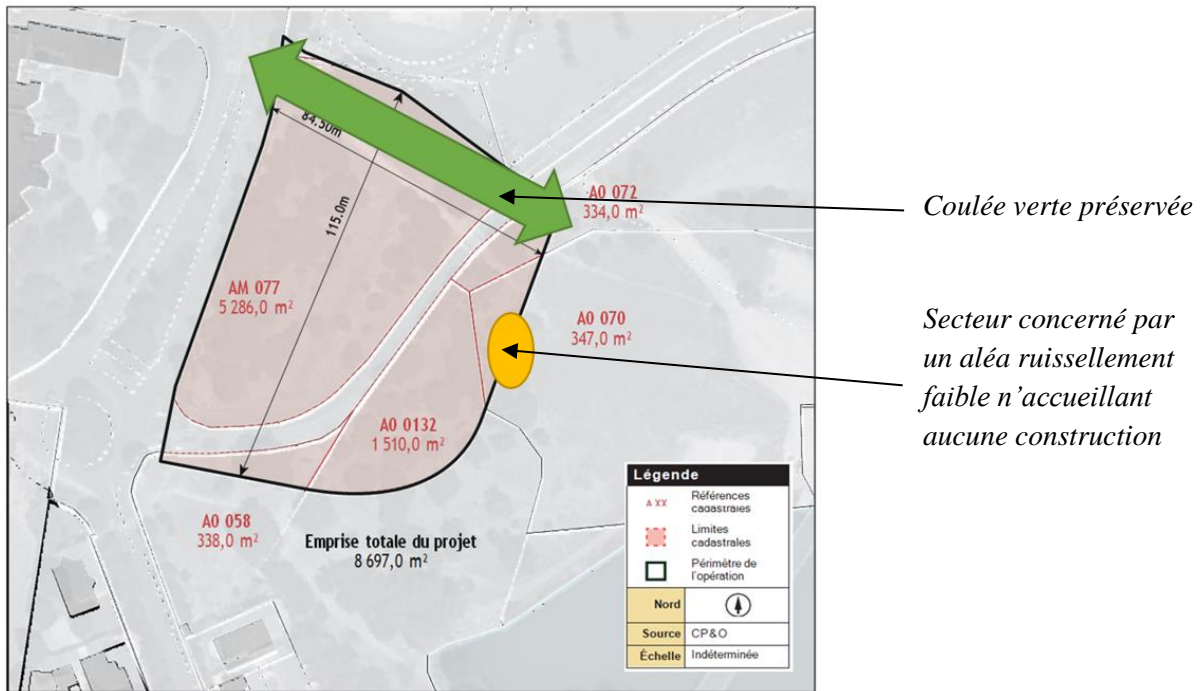 84.50m
115.0m
A0 072
334,0 m²
AM 077
5 286,0 m²
A0 070
347,0 m²
A0 0132
1 510,0 m²
A0 058
338,0 m²
Emprise totale du projet
8 697,0 m²
Coulée verte préservée
Secteur concerné par
un aléa ruissellement
faible n'accueillant
aucune construction
Légende
A XX
Références
cadastrales
Limites
cadastrales
Périmètre de
l'opération
Nord
Source
CP&O
Échelle
Indéterminée